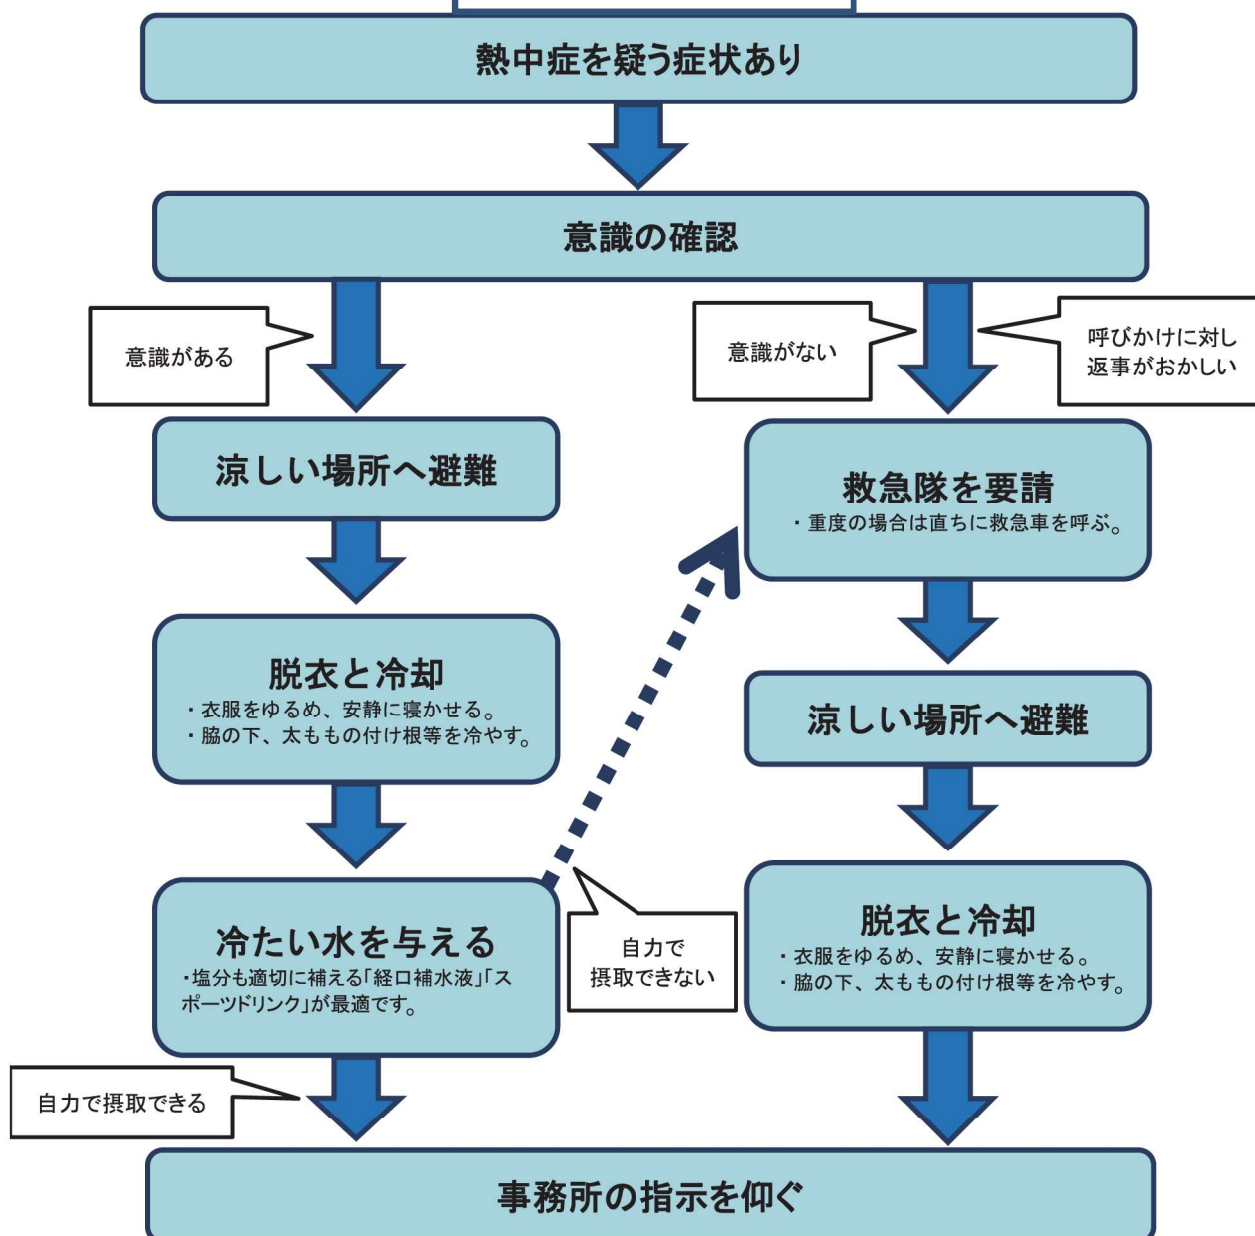 熱中症を疑う症状あり
意識の確認
意識がある
意識がない
呼びかけに対し
返事がおかしい
涼しい場所へ避難
救急隊を要請
・重度の場合は直ちに救急車を呼ぶ。
脱衣と冷却
・衣服をゆるめ、安静に寝かせる。
・脇の下、太ももの付け根等を冷やす。
涼しい場所へ避難
冷たい水を与える
・塩分も適切に補える「経口補水液」「ス
ポーツドリンク」が最適です。
自力で
摂取できない
脱衣と冷却
・衣服をゆるめ、安静に寝かせる。
・脇の下、太ももの付け根等を冷やす。
自力で摂取できる
事務所の指示を仰ぐ